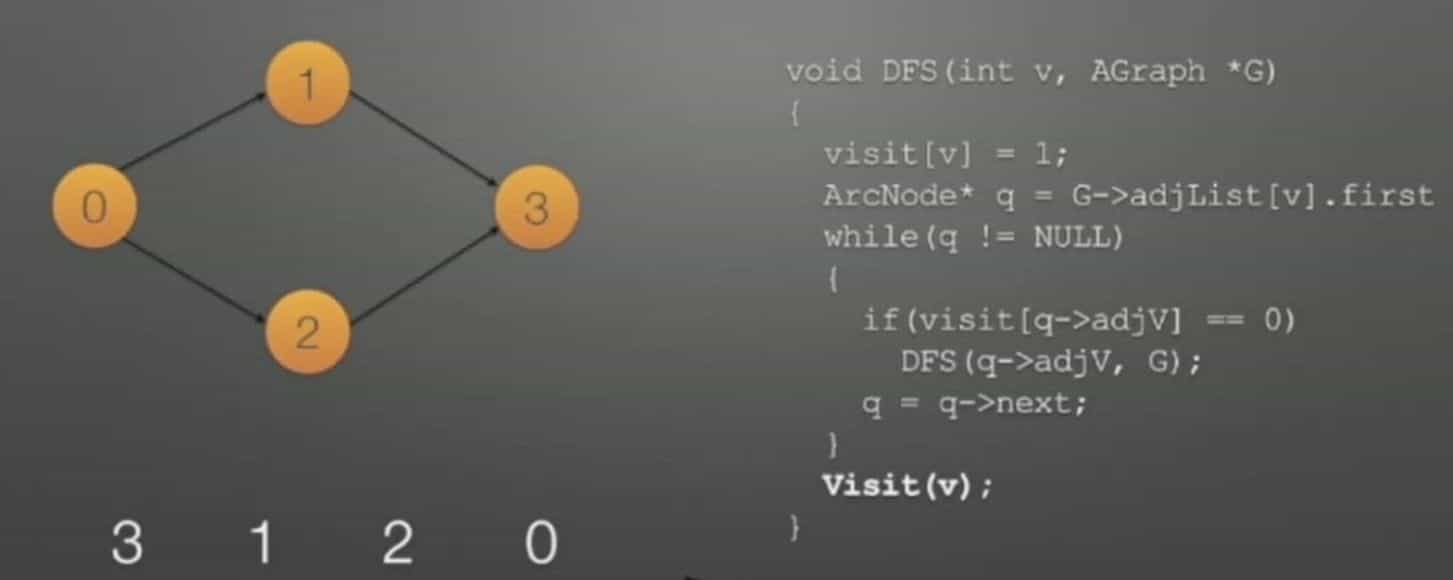 1
0
3
2
3 1 2 0
void DFS(int v, AGraph *G)
{
visit[v] = 1;
ArcNode* q = G->adjList[v].first
while(q != NULL)
{
if(visit[q->adjV] == 0)
DFS(q->adjV, G);
q = q->next;
}
Visit(v);
}